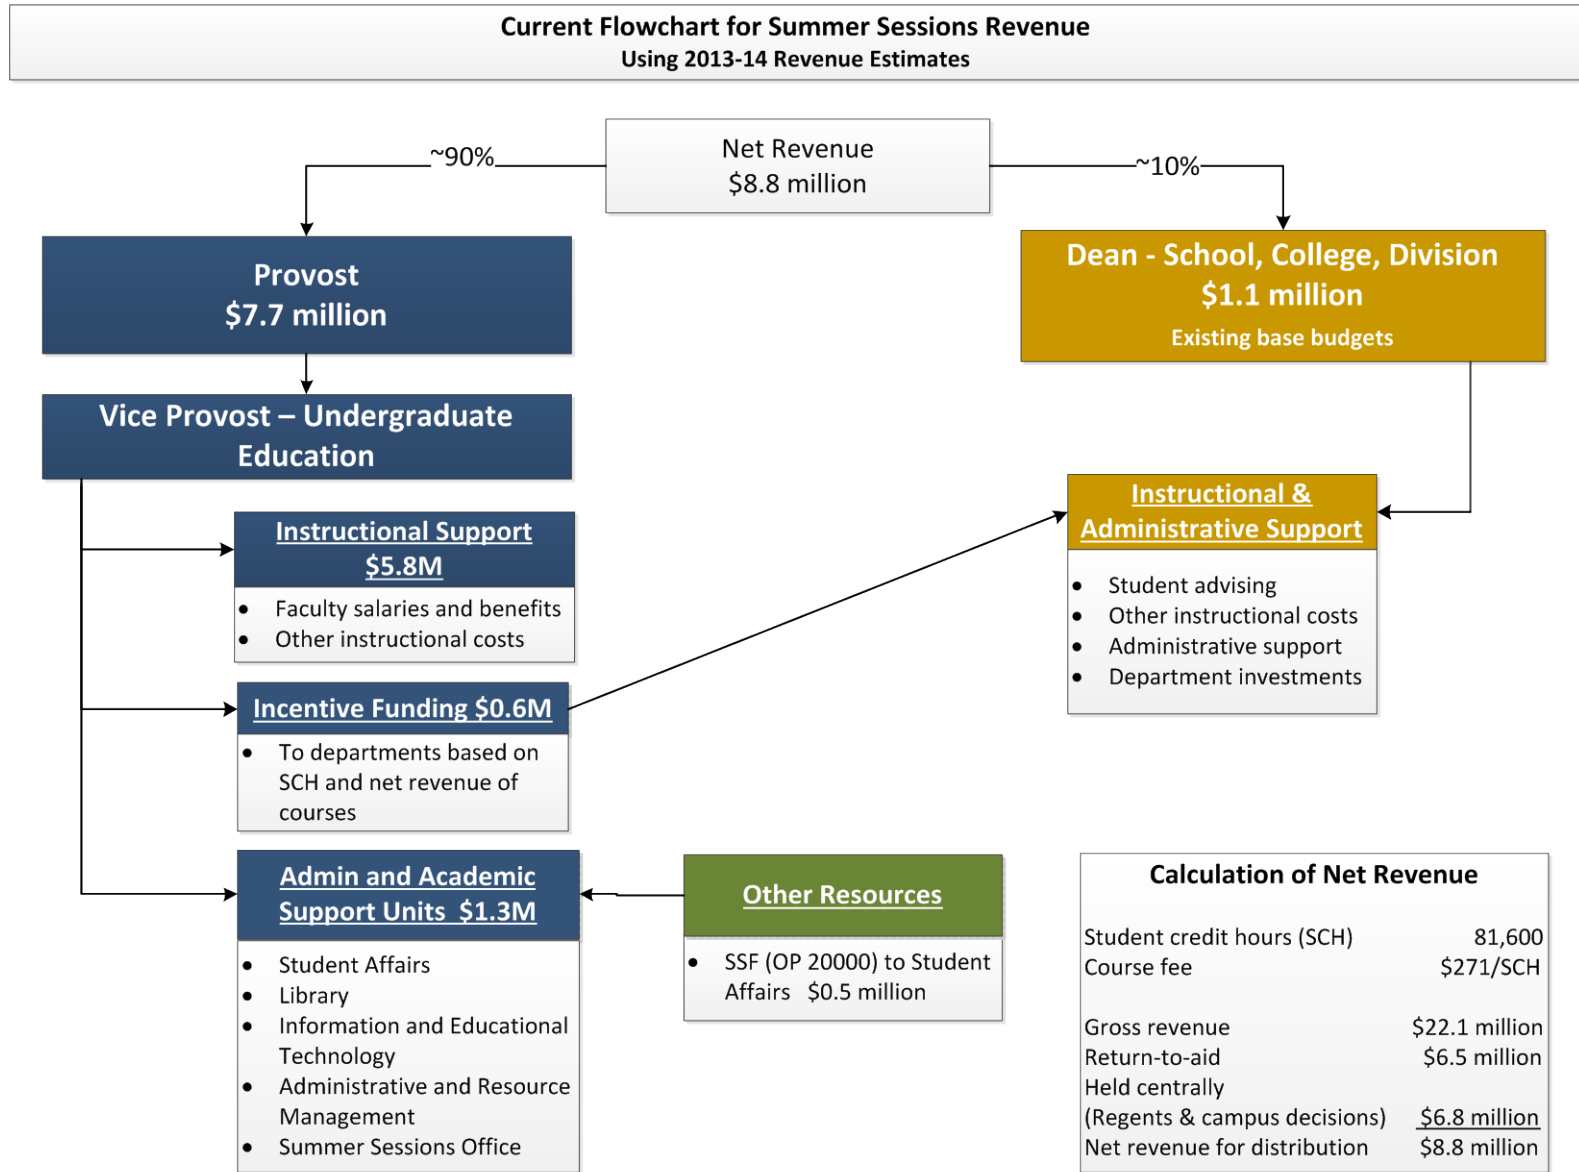 Current Flowchart for Summer Sessions Revenue
Using 2013-14 Revenue Estimates
~90%
Net Revenue
$8.8 million
~10%
Provost
$7.7 million
Dean - School, College, Division
$1.1 million
Existing base budgets
Vice Provost – Undergraduate
Education
Instructional Support
$5.8M
• Faculty salaries and benefits
• Other instructional costs
Instructional &
Administrative Support
• Student advising
• Other instructional costs
• Administrative support
• Department investments
Incentive Funding $0.6M
• To departments based on
SCH and net revenue of
courses
Admin and Academic
Support Units $1.3M
• Student Affairs
• Library
• Information and Educational
Technology
• Administrative and Resource
Management
• Summer Sessions Office
Other Resources
• SSF (OP 20000) to Student
Affairs $0.5 million
Calculation of Net Revenue
Student credit hours (SCH) 81,600
Course fee $271/SCH
Gross revenue $22.1 million
Return-to-aid $6.5 million
Held centrally
(Regents & campus decisions) $6.8 million
Net revenue for distribution $8.8 million